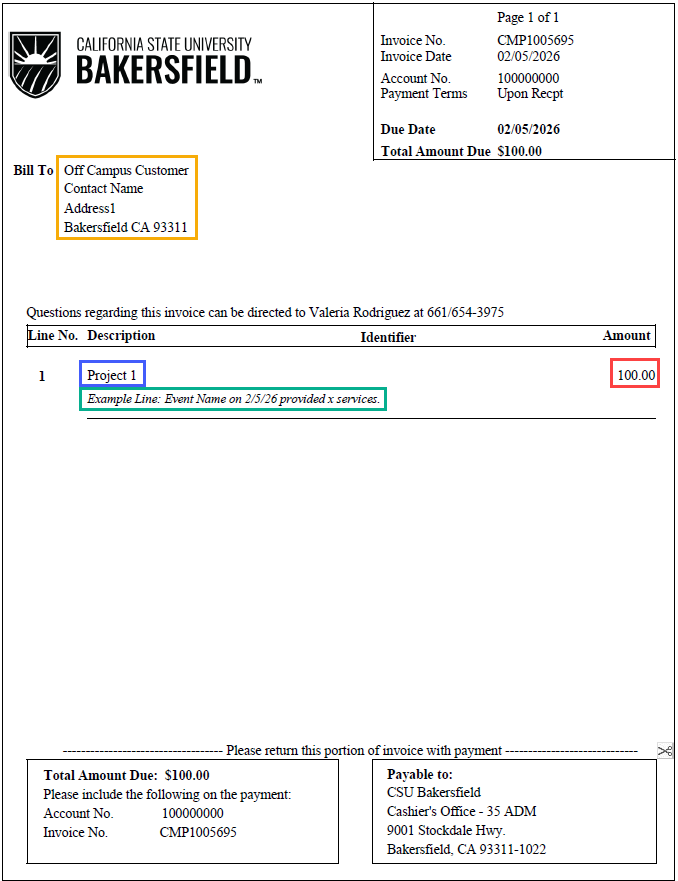 CALIFORNIA STATE UNIVERSITY
BAKERSFIELD™
Page 1 of 1
Invoice No. CMP1005695
Invoice Date 02/05/2026
Account No. 100000000
Payment Terms Upon Recpt
Due Date 02/05/2026
Total Amount Due $100.00
Bill To Off Campus Customer
Contact Name
Address1
Bakersfield CA 93311
Questions regarding this invoice can be directed to Valeria Rodriguez at 661/654-3975
Line No. Description Identifier Amount
1 Project 1 100.00
Example Line: Event Name on 2/5/26 provided x services.
----------------------------------- Please return this portion of invoice with payment -----------------------------
Total Amount Due: $100.00
Please include the following on the payment:
Account No. 100000000
Invoice No. CMP1005695
Payable to:
CSU Bakersfield
Cashier's Office - 35 ADM
9001 Stockdale Hwy.
Bakersfield, CA 93311-1022